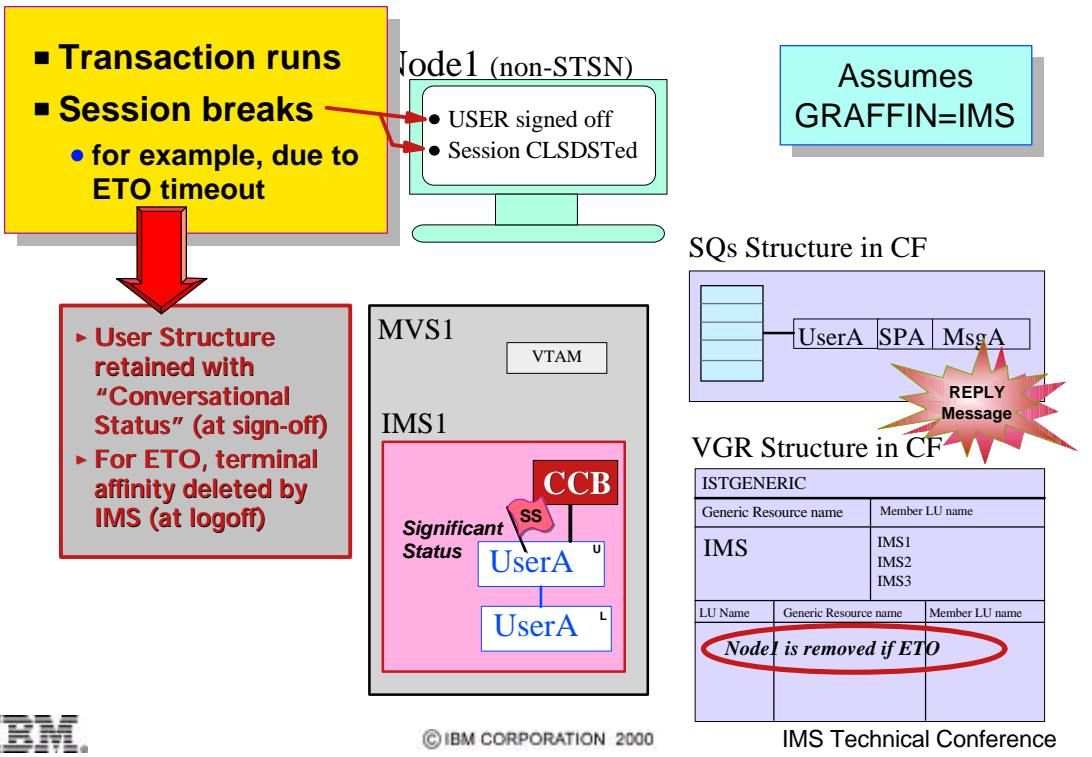 ▪ Transaction runs
▪ Session breaks
• for example, due to
ETO timeout
Node1 (non-STSN)
• USER signed off
• Session CLSDSTed
Assumes
GRAFFIN=IMS
► User Structure
retained with
“Conversational
Status” (at sign-off)
► For ETO, terminal
affinity deleted by
IMS (at logoff)
MVS1
VTAM
IMS1
CCB
SS
Significant
Status
UserA U
UserA L
SQs Structure in CF
UserA SPA MsgA
REPLY
Message
VGR Structure in CF
ISTGENERIC
Generic Resource name Member LU name
IMS IMS1
IMS2
IMS3
LU Name Generic Resource name Member LU name
Node1 is removed if ETO
IBM.
© IBM CORPORATION 2000
IMS Technical Conference